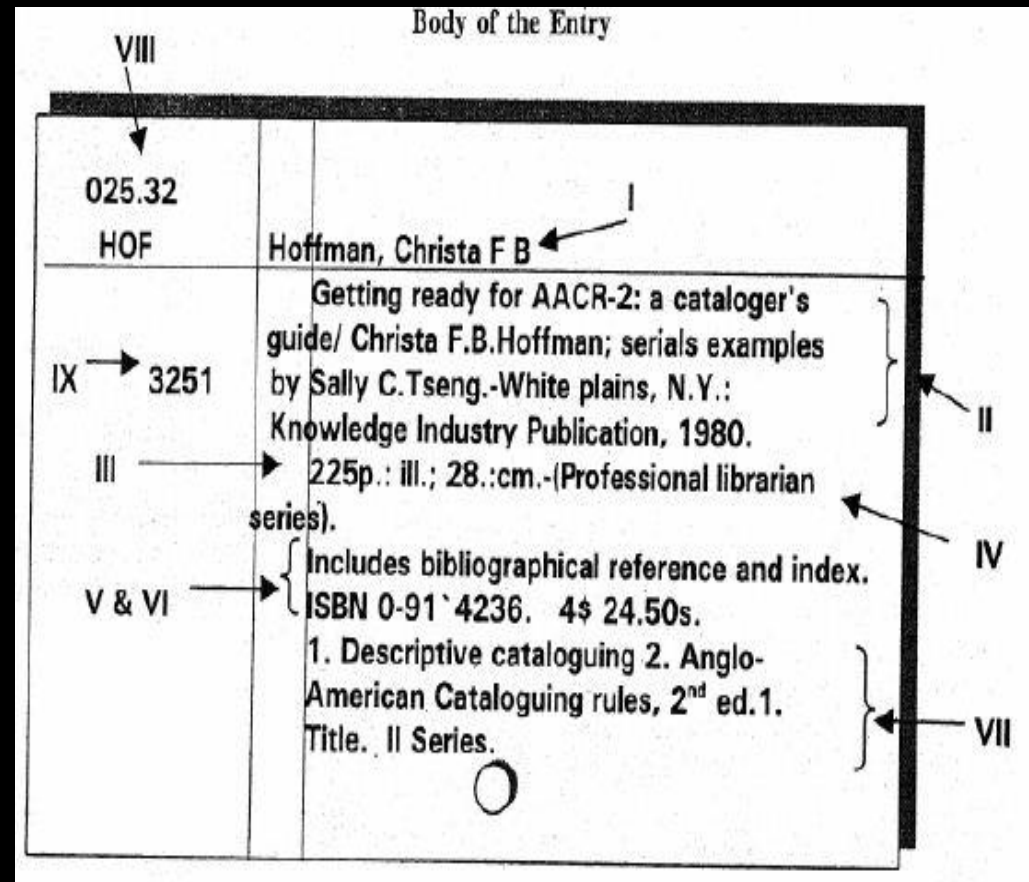 Body of the Entry
VIII
025.32
I
HOF Hoffman, Christa F B
Getting ready for AACR-2: a cataloger's
guide/ Christa F.B.Hoffman; serials examples
IX 3251 by Sally C.Tseng.-White plains, N.Y.:
II
Knowledge Industry Publication, 1980.
III 225p.: ill.; 28.:cm.-(Professional librarian
series).
IV
Includes bibliographical reference and index.
V & VI ISBN 0-91`4236. 4$ 24.50s.
1. Descriptive cataloguing 2. Anglo-
American Cataloguing rules, 2nd ed.1.
VII
Title. II Series.